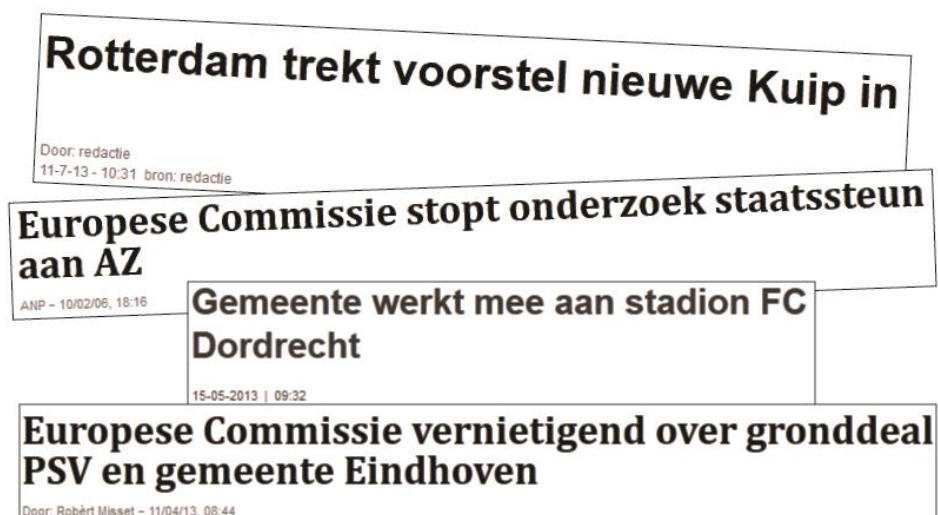 Rotterdam trekt voorstel nieuwe Kuip in
Door: redactie
11-7-13 - 10:31 bron: redactie
Europese Commissie stopt onderzoek staatssteun
aan AZ
ANP – 10/02/06, 18:16
Gemeente werkt mee aan stadion FC
Dordrecht
15-05-2013 | 09:32
Europese Commissie vernietigend over gronddeal
PSV en gemeente Eindhoven
Door: Robèrt Misset – 11/04/13, 08:44